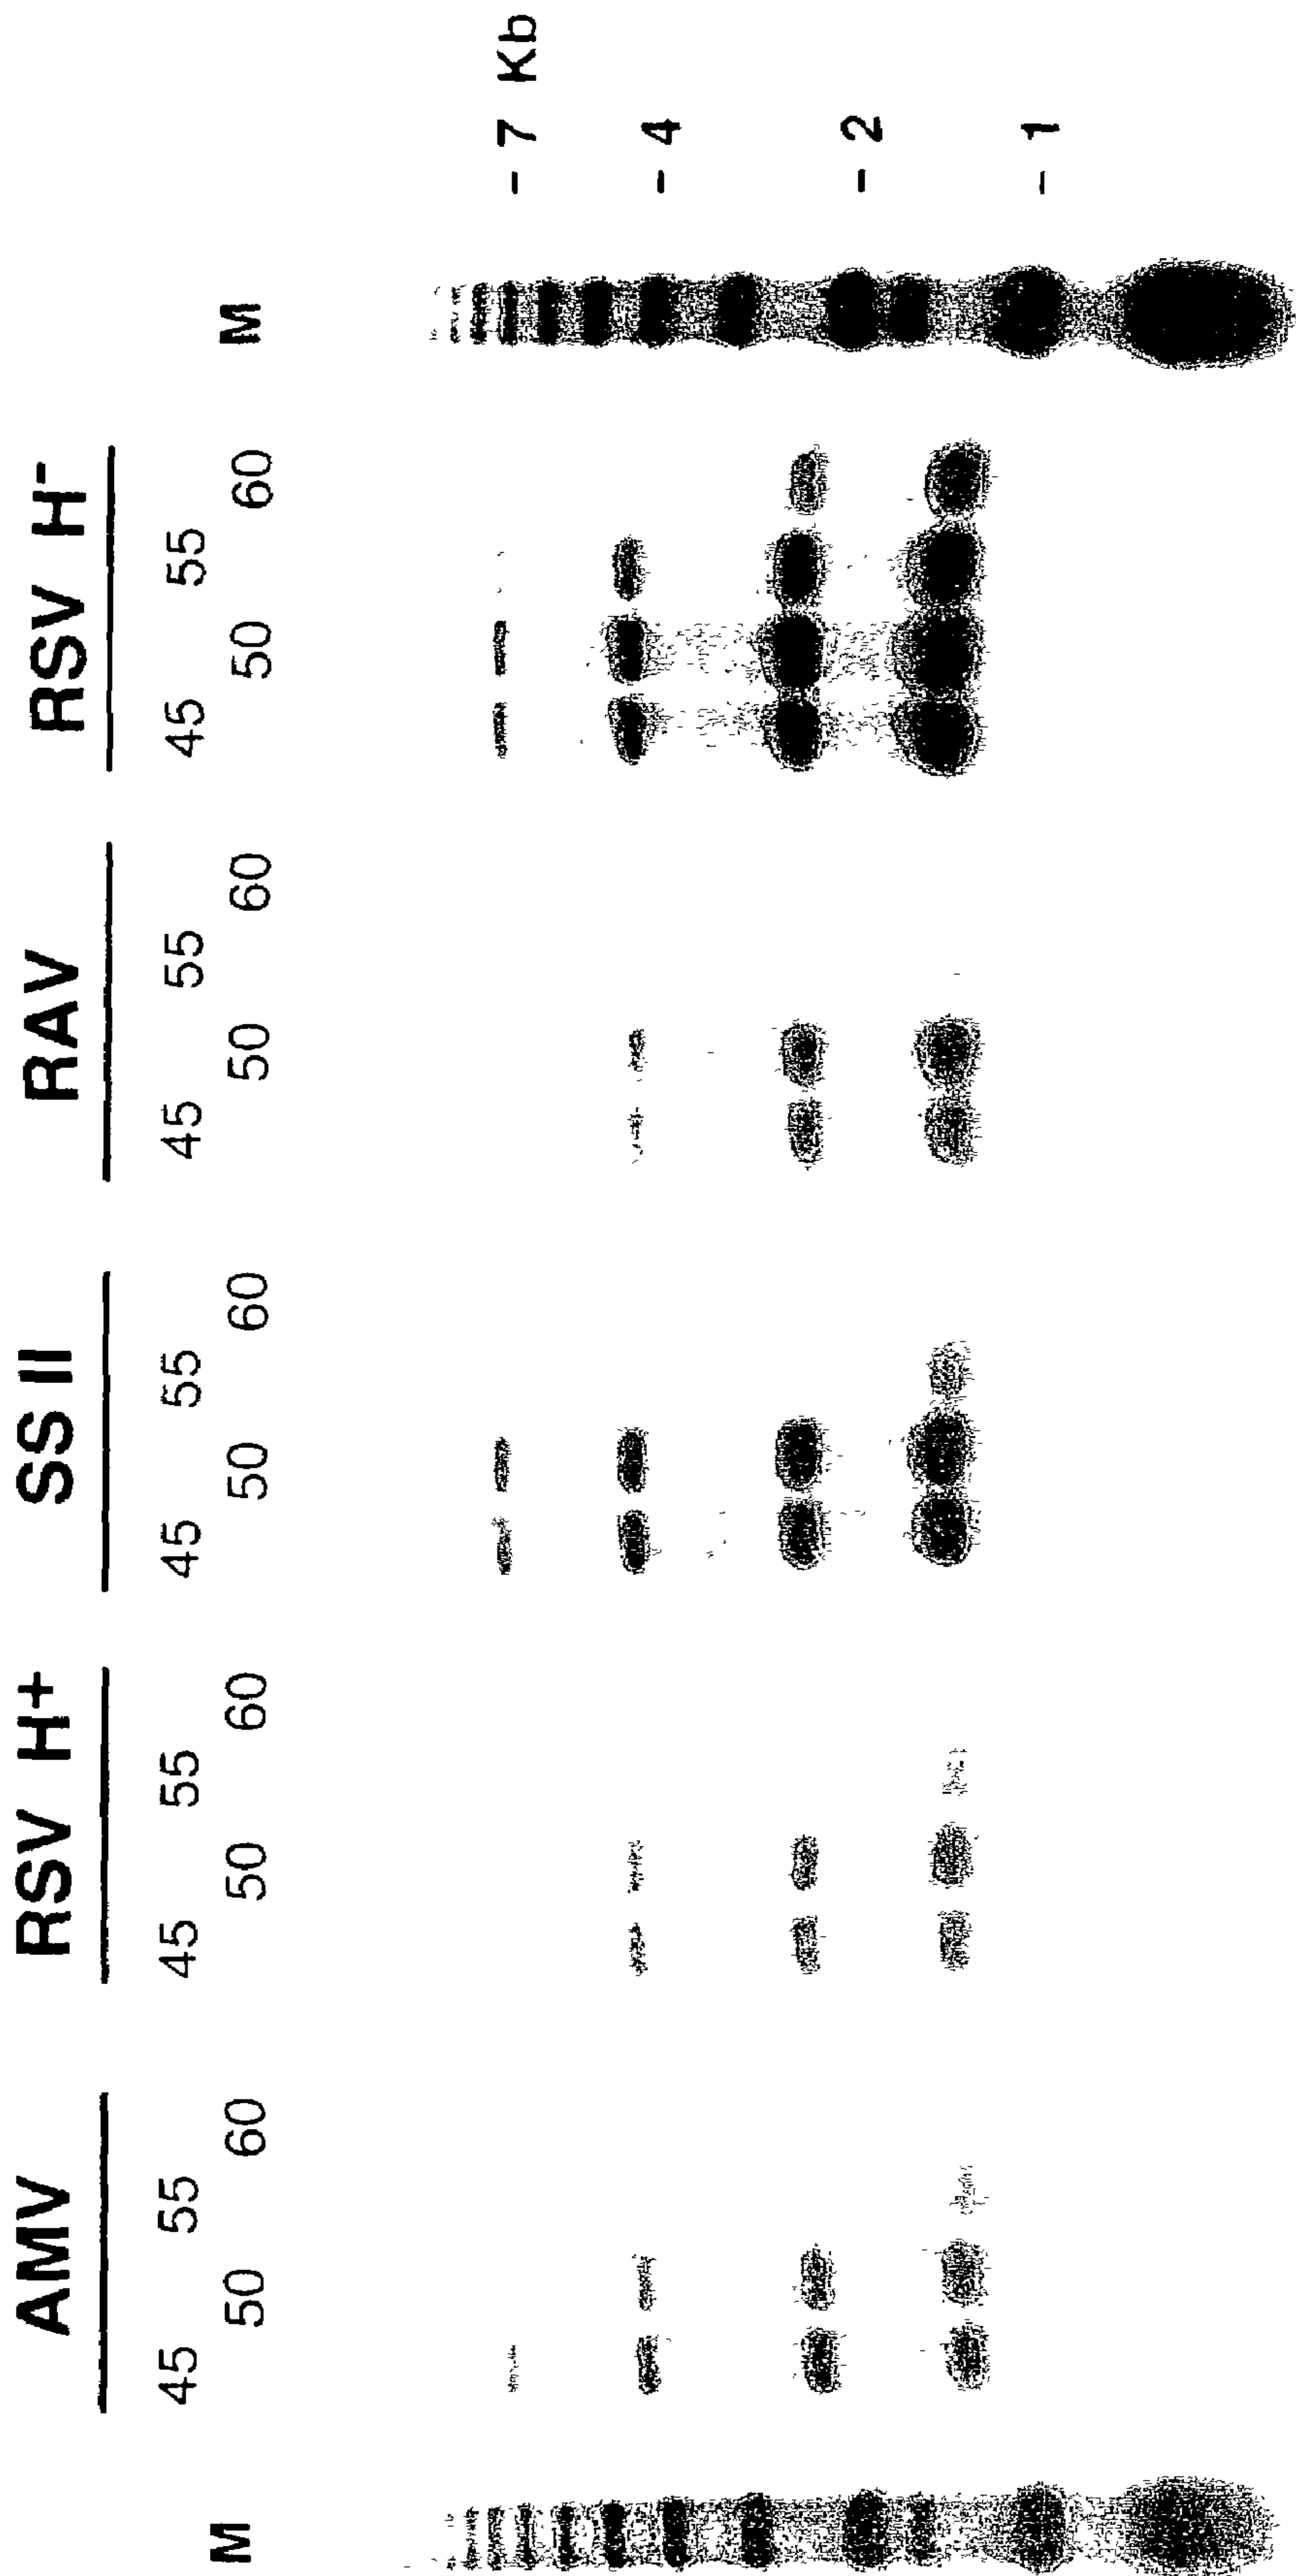 AMV RSV H+ SS II RAV RSV H-
45 55 45 55 45 55 45 55 45 55
M 50 60 50 60 50 60 50 60 50 60 M
- 7 Kb
- 4
- 2
- 1